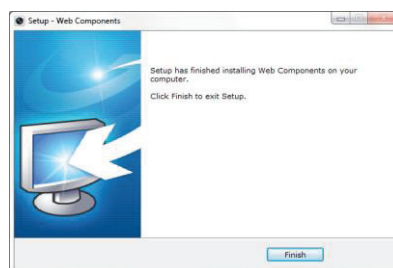 Setup - Web Components
Setup has finished installing Web Components on your
computer.
Click Finish to exit Setup.
Finish